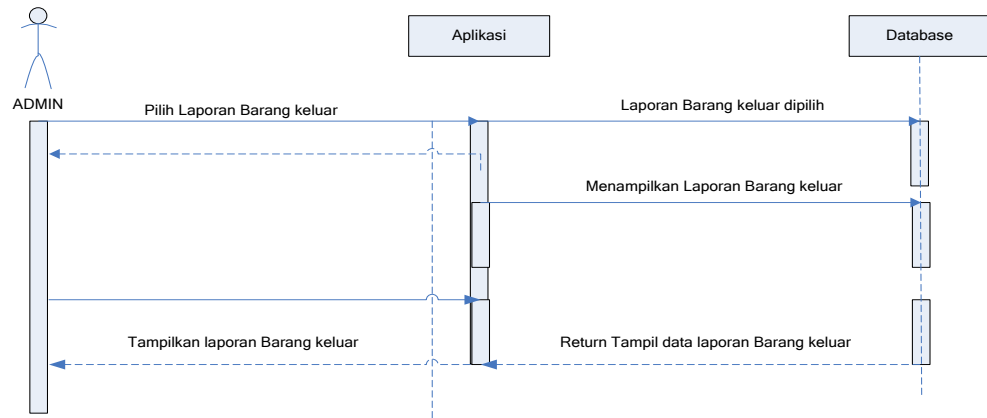 Aplikasi
Database
ADMIN
Pilih Laporan Barang keluar
Laporan Barang keluar dipilih
Menampilkan Laporan Barang keluar
Tampilkan laporan Barang keluar
Return Tampil data laporan Barang keluar